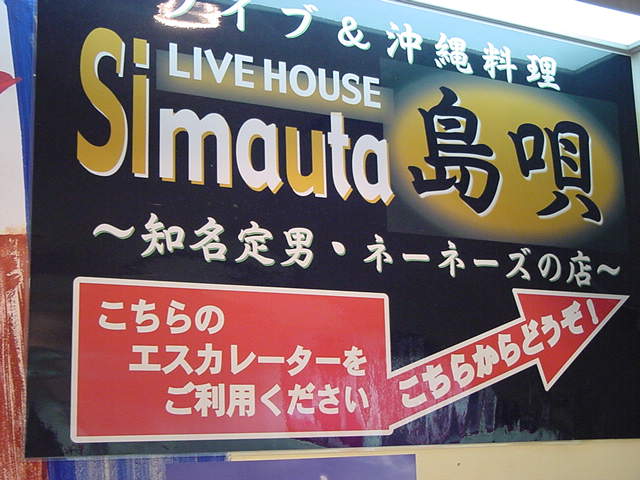 ライブ&沖縄料理
LIVE HOUSE
Simauta
島唄
～知名定男・ネーネーズの店～
こちらの
エスカレーターを
ご利用ください
こちらからどうぞ!